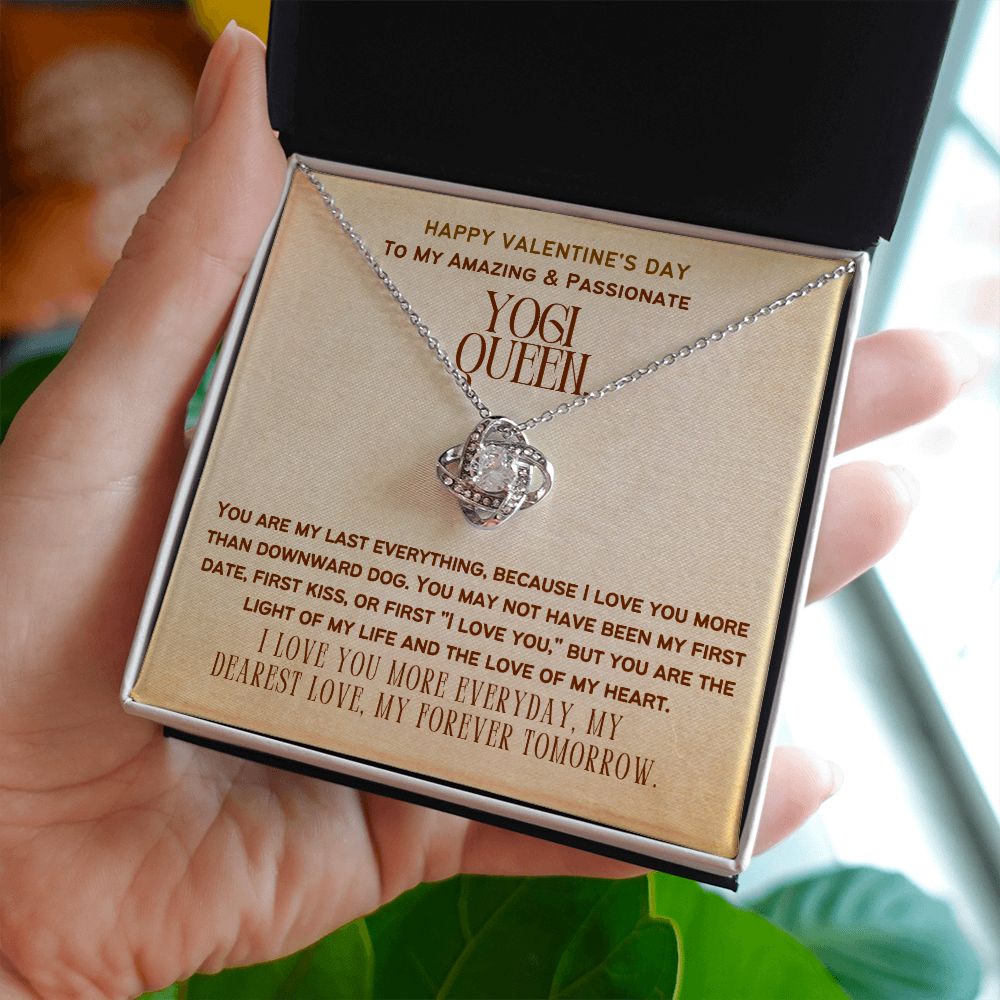 HAPPY VALENTINE'S DAY
TO MY AMAZING & PASSIONATE
YOGI
QUEEN.
YOU ARE MY LAST EVERYTHING, BECAUSE I LOVE YOU MORE
THAN DOWNWARD DOG. YOU MAY NOT HAVE BEEN MY FIRST
DATE, FIRST KISS, OR FIRST "I LOVE YOU," BUT YOU ARE THE
LIGHT OF MY LIFE AND THE LOVE OF MY HEART.
I LOVE YOU MORE EVERYDAY, MY
DEAREST LOVE, MY FOREVER TOMORROW.